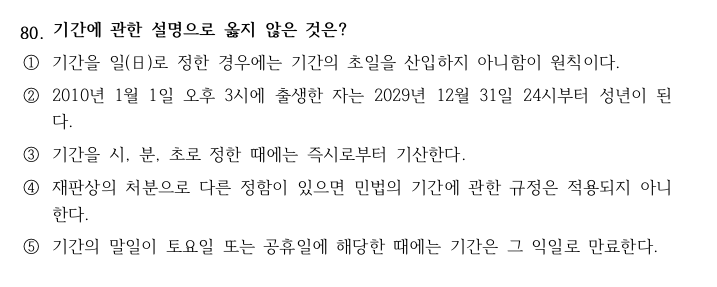 80. 기간에 관한 설명으로 옳지 않은 것은?
① 기간을 일(日)로 정한 경우에는 기간의 초일을 산입하지 아니함이 원칙이다.
② 2010년 1월 1일 오후 3시에 출생한 자는 2029년 12월 31일 24시부터 성년이 된
다.
③ 기간을 시, 분, 초로 정한 때에는 즉시로부터 기산한다.
④ 재판상의 처분으로 다른 정함이 있으면 민법의 기간에 관한 규정은 적용되지 아니
한다.
⑤ 기간의 말일이 토요일 또는 공휴일에 해당한 때에는 기간은 그 익일로 만료한다.